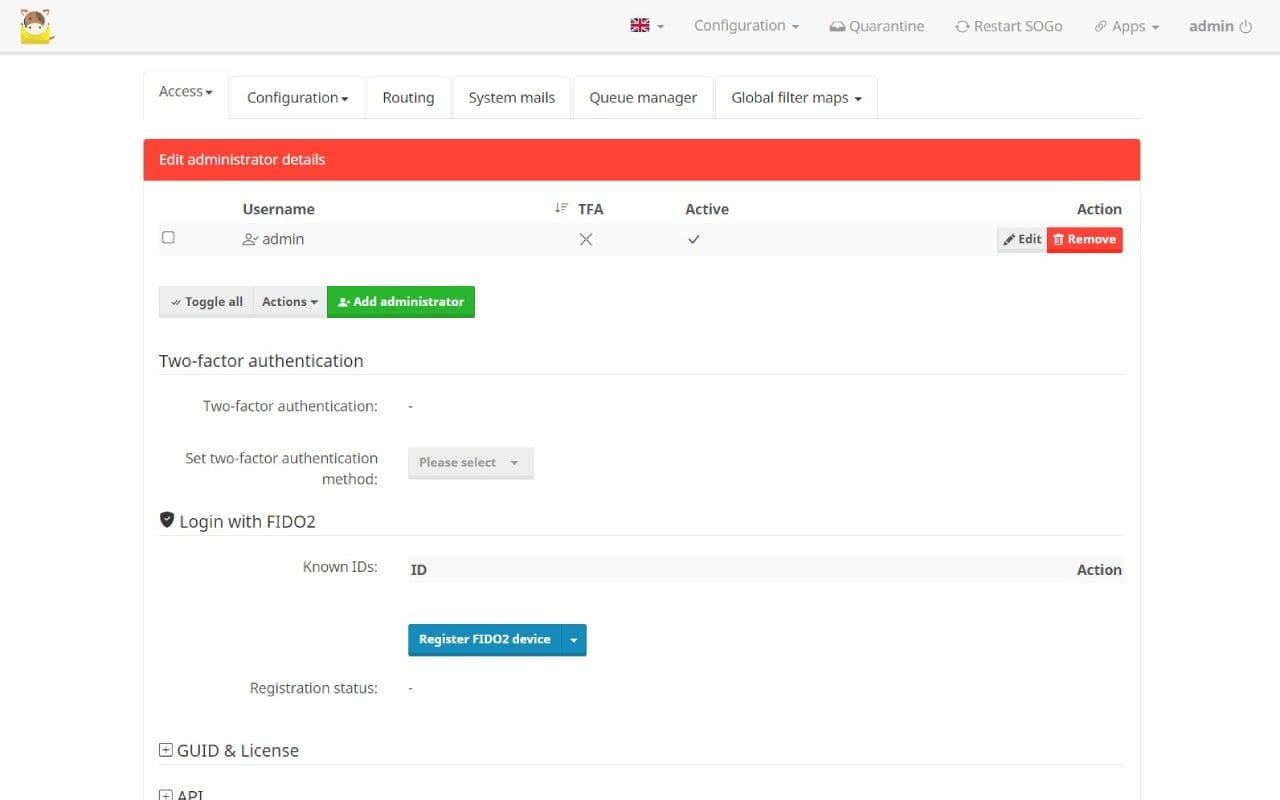 Configuration
Quarantine
Restart SOGo
Apps
admin
Access
Configuration
Routing
System mails
Queue manager
Global filter maps
Edit administrator details
Username TFA Active Action
admin Edit Remove
Toggle all Actions Add administrator
Two-factor authentication
Two-factor authentication: -
Set two-factor authentication
method:
Please select
Login with FIDO2
Known IDs: ID Action
Register FIDO2 device
Registration status: -
GUID & License
API